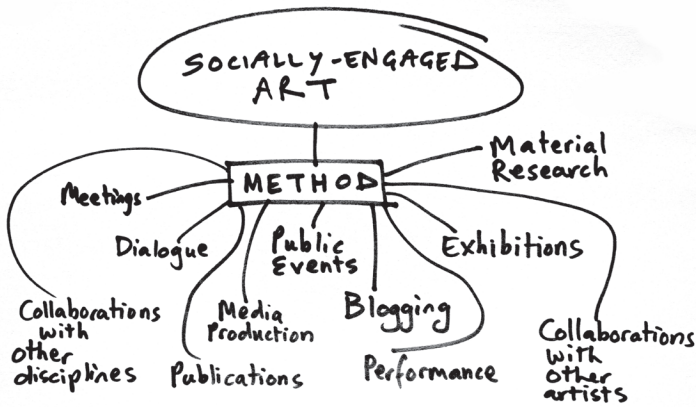 SOCIALLY-ENGAGED
ART
METHOD
Material
Research
Meetings
Dialogue
Public
Events
Exhibitions
Collaborations
with
other
disciplines
Media
Production
Blogging
Publications
Performance
Collaborations
with
other
artists